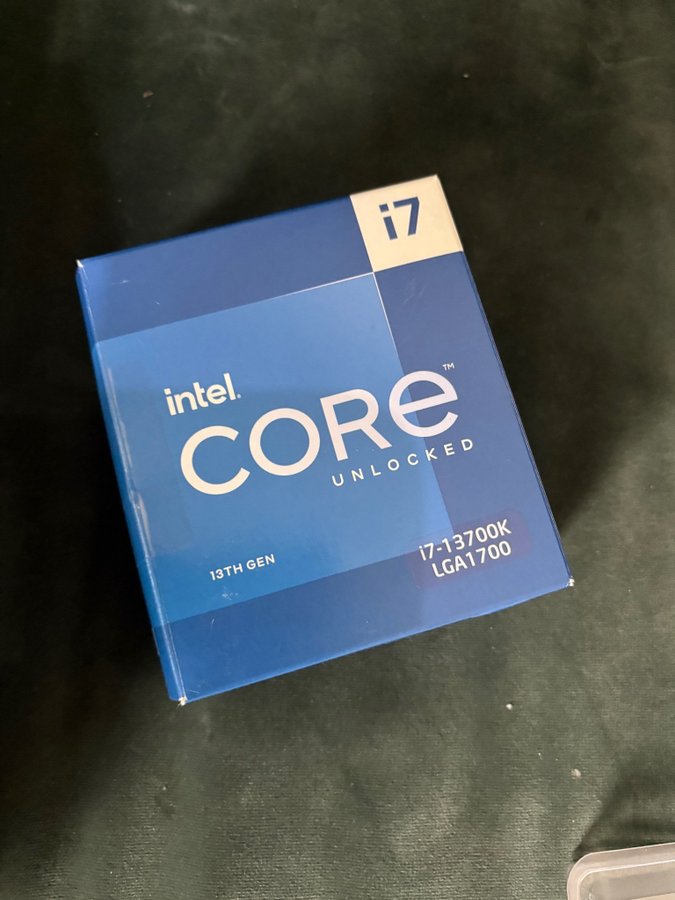 i7
intel.
CORE™
UNLOCKED
13TH GEN
i7-13700K
LGA1700